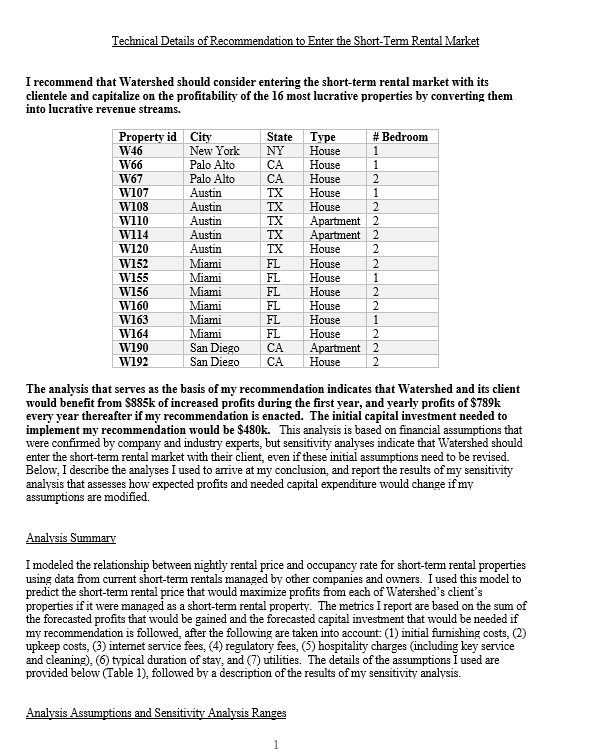 Technical Details of Recommendation to Enter the Short-Term Rental Market
I recommend that Watershed should consider entering the short-term rental market with its
clientele and capitalize on the profitability of the 16 most lucrative properties by converting them
into lucrative revenue streams.
Property id City State Type # Bedroom
W46 New York NY House 1
W66 Palo Alto CA House 1
W67 Palo Alto CA House 2
W107 Austin TX House 1
W108 Austin TX House 2
W110 Austin TX Apartment 2
W114 Austin TX Apartment 2
W120 Austin TX House 2
W152 Miami FL House 2
W155 Miami FL House 1
W156 Miami FL House 2
W160 Miami FL House 2
W163 Miami FL House 1
W164 Miami FL House 2
W190 San Diego CA Apartment 2
W192 San Diego CA House 2
The analysis that serves as the basis of my recommendation indicates that Watershed and its client
would benefit from $885k of increased profits during the first year, and yearly profits of $789k
every year thereafter if my recommendation is enacted. The initial capital investment needed to
implement my recommendation would be $480k. This analysis is based on financial assumptions that
were confirmed by company and industry experts, but sensitivity analyses indicate that Watershed should
enter the short-term rental market with their client, even if these initial assumptions need to be revised.
Below, I describe the analyses I used to arrive at my conclusion, and report the results of my sensitivity
analysis that assesses how expected profits and needed capital expenditure would change if my
assumptions are modified.
Analysis Summary
I modeled the relationship between nightly rental price and occupancy rate for short-term rental properties
using data from current short-term rentals managed by other companies and owners. I used this model to
predict the short-term rental price that would maximize profits from each of Watershed's client's
properties if it were managed as a short-term rental property. The metrics I report are based on the sum of
the forecasted profits that would be gained and the forecasted capital investment that would be needed if
my recommendation is followed, after the following are taken into account: (1) initial furnishing costs, (2)
upkeep costs, (3) internet service fees, (4) regulatory fees, (5) hospitality charges (including key service
and cleaning), (6) typical duration of stay, and (7) utilities. The details of the assumptions I used are
provided below (Table 1), followed by a description of the results of my sensitivity analysis.
Analysis Assumptions and Sensitivity Analysis Ranges
1